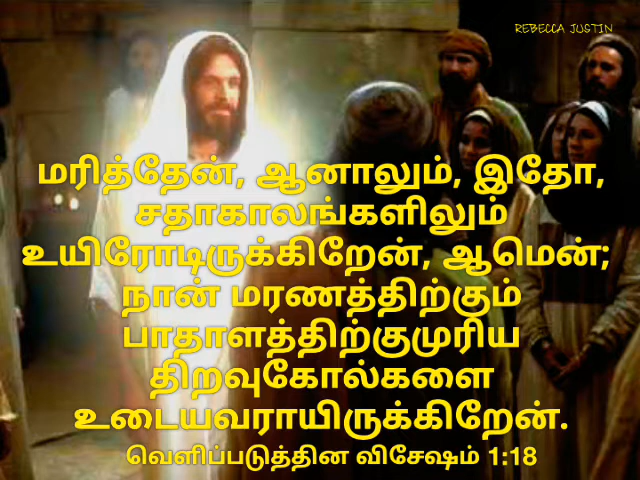 REBECCA JUSTIN
மரித்தேன், ஆனாலும், இதோ,
சதாகாலங்களிலும்
உயிரோடிருக்கிறேன், ஆமென்;
நான் மரணத்திற்கும்
பாதாளத்திற்குமுரிய
திறவுகோல்களை
உடையவராயிருக்கிறேன்.
வெளிப்படுத்தின விசேஷம் 1:18